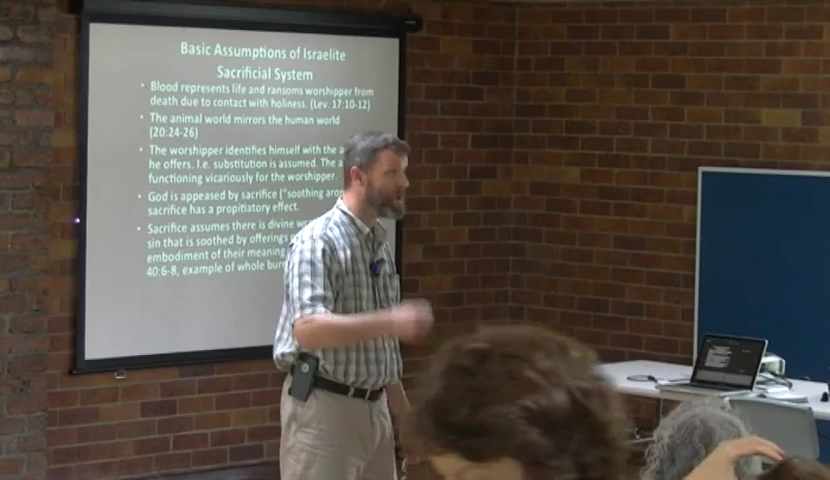 Basic Assumptions of Israelite
Sacrificial System
• Blood represents life and ransoms worshipper from
death due to contact with holiness. (Lev. 17:10-12)
• The animal world mirrors the human world
(20:24-26)
• The worshipper identifies himself with the
he offers. I.e. substitution is assumed. The
functioning vicariously for the worshipper.
• God is appeased by sacrifice ["soothing
sacrifice has a propitiatory effect.
• Sacrifice assumes there is divine
sin that is soothed by offerings
embodiment of their meaning
40:6-8, example of whole